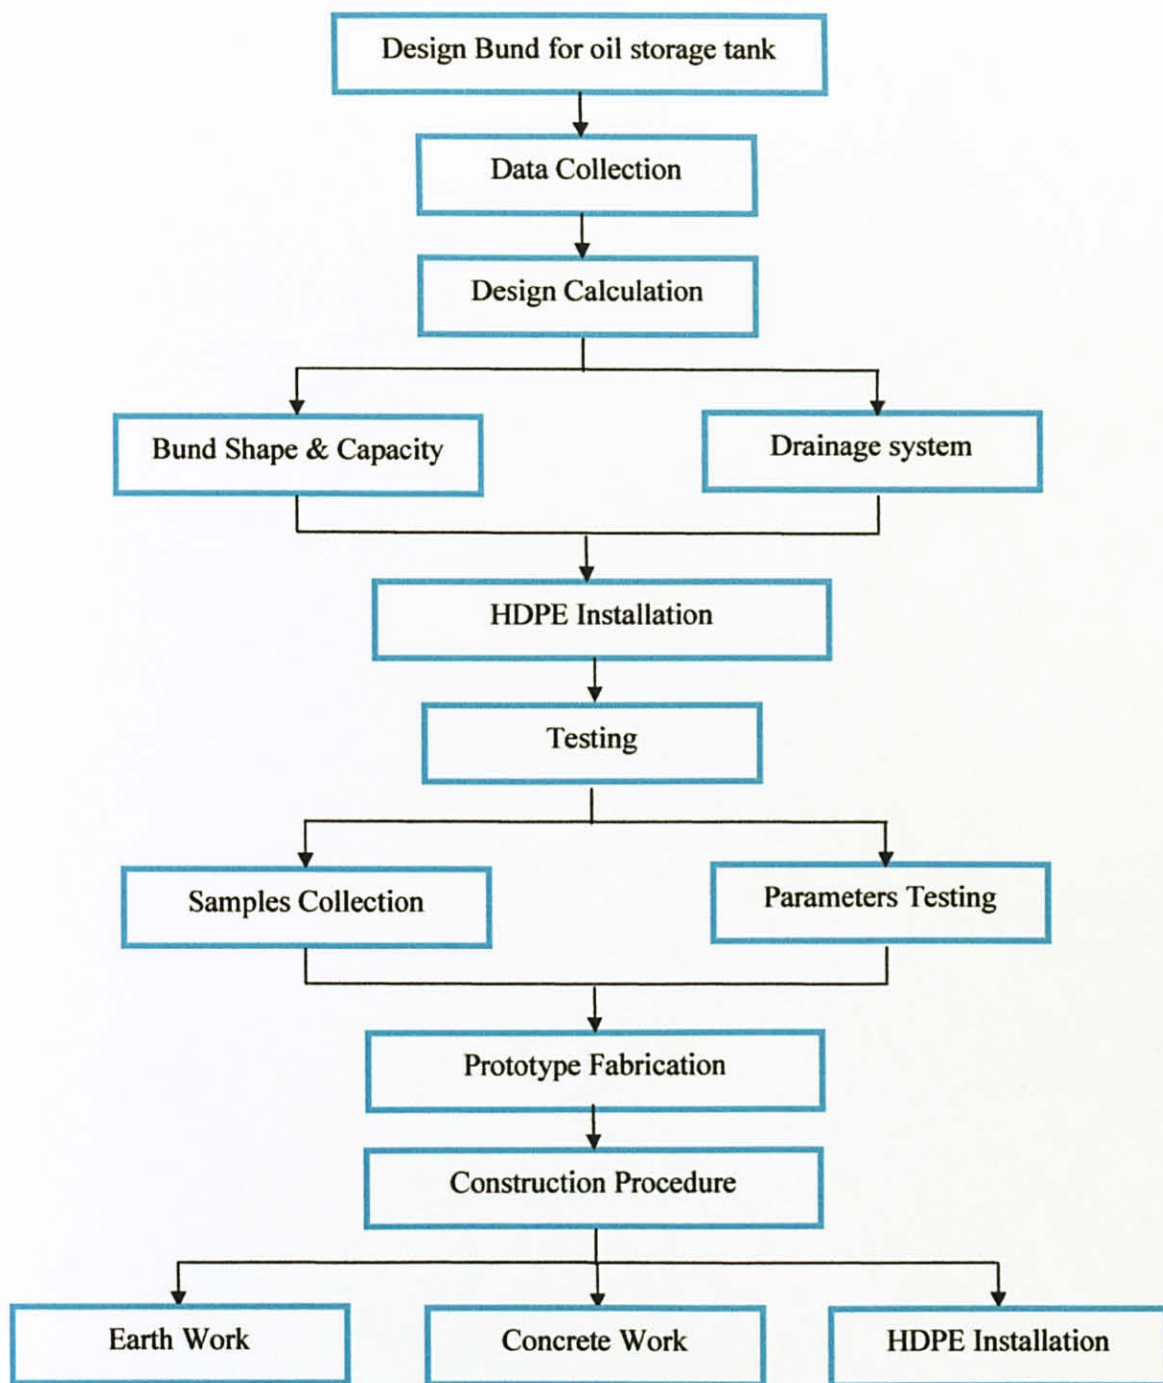 Design Bund for oil storage tank
Data Collection
Design Calculation
Bund Shape & Capacity
Drainage system
HDPE Installation
Testing
Samples Collection
Parameters Testing
Prototype Fabrication
Construction Procedure
Earth Work
Concrete Work
HDPE Installation